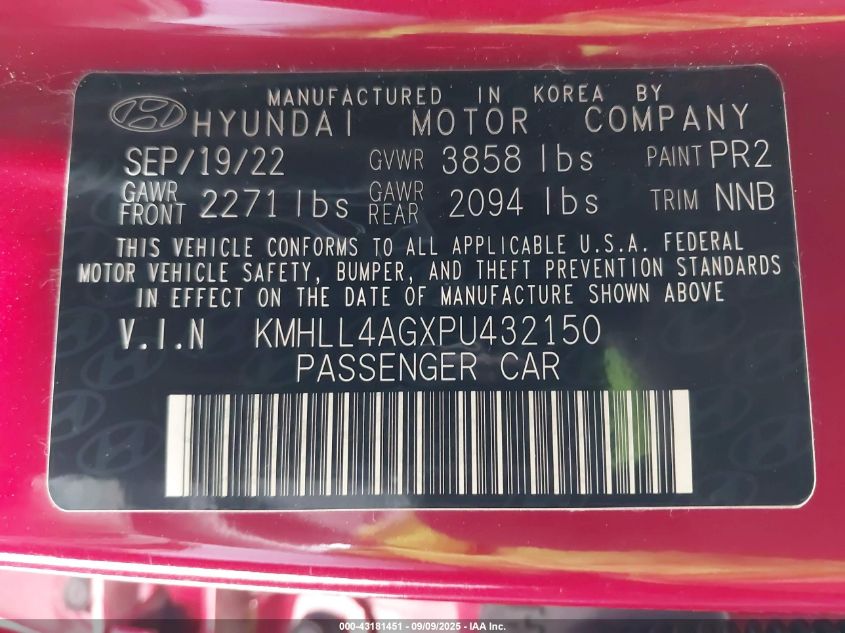 MANUFACTURED IN KOREA BY
HYUNDAI MOTOR COMPANY
SEP/19/22 GVWR 3858 lbs PAINT PR2
GAWR FRONT 2271 lbs GAWR REAR 2094 lbs TRIM NNB
THIS VEHICLE CONFORMS TO ALL APPLICABLE U.S.A. FEDERAL
MOTOR VEHICLE SAFETY, BUMPER, AND THEFT PREVENTION STANDARDS
IN EFFECT ON THE DATE OF MANUFACTURE SHOWN ABOVE.
V.I.N KMHLL4AGXPU432150
PASSENGER CAR
000-43181451 - 09/09/2025 - IAA Inc.